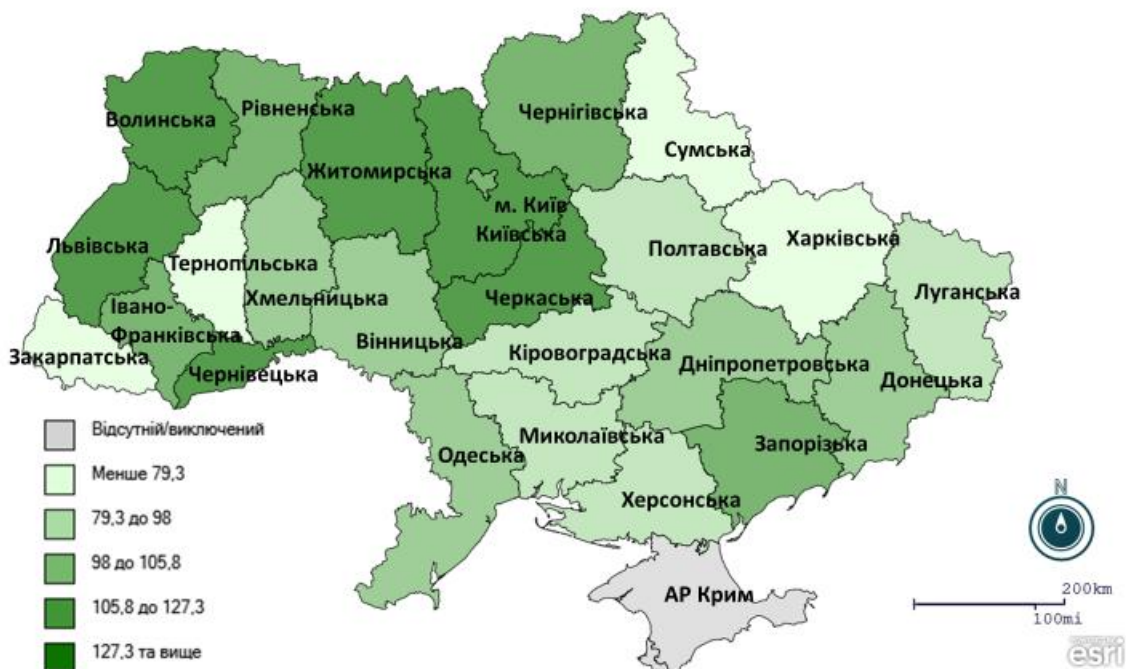 Волинська
Рівненська
Чернігівська
Сумська
Житомирська
м. Київ
Київська
Львівська
Тернопільська
Хмельницька
Івано-
Франківська
Закарпатська
Чернівецька
Вінницька
Черкаська
Полтавська
Харківська
Луганська
Кіровоградська
Дніпропетровська
Донецька
Миколаївська
Запорізька
Одеська
Херсонська
АР Крим
Відсутній/виключений
Менше 79,3
79,3 до 98
98 до 105,8
105,8 до 127,3
127,3 та вище
N
200km
100mi
esri